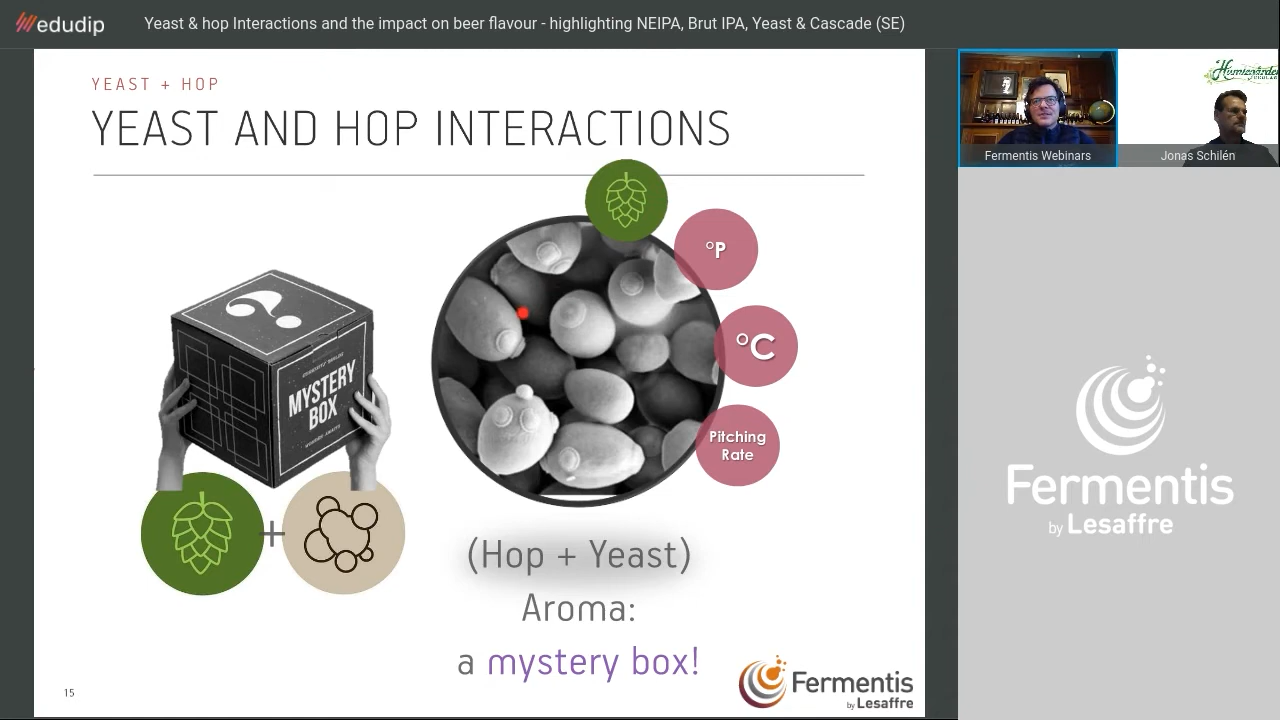 edudip
Yeast & hop Interactions and the impact on beer flavour - highlighting NEIPA, Brut IPA, Yeast & Cascade (SE)
YEAST + HOP
YEAST AND HOP INTERACTIONS
°P
°C
Pitching
Rate
MYSTERY
BOX
(Hop + Yeast)
Aroma:
a mystery box!
15
Fermentis
by Lesaffre
Fermentis Webinars
Jonas Schilén
Fermentis
by Lesaffre